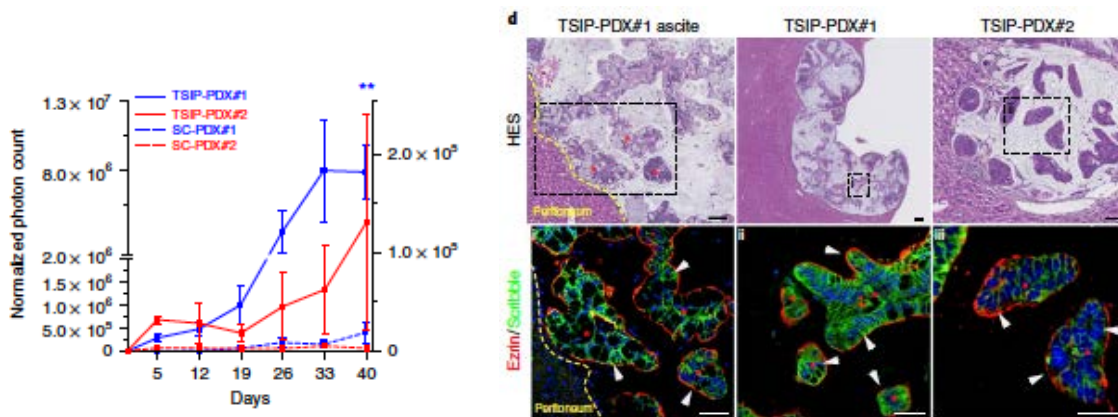 TSIP-PDX#1
TSIP-PDX#2
SC-PDX#1
SC-PDX#2
**
Normalized photon count
1.3 × 10⁷
8.0 × 10⁶
2.0 × 10⁶
1.0 × 10⁶
5.0 × 10⁵
0
2.0 × 10⁵
1.0 × 10⁵
0
5 12 19 26 33 40
Days
d
TSIP-PDX#1 ascite TSIP-PDX#1 TSIP-PDX#2
HES
Peritoneum
Ezrin/Scribble
ii
iii
Peritoneum